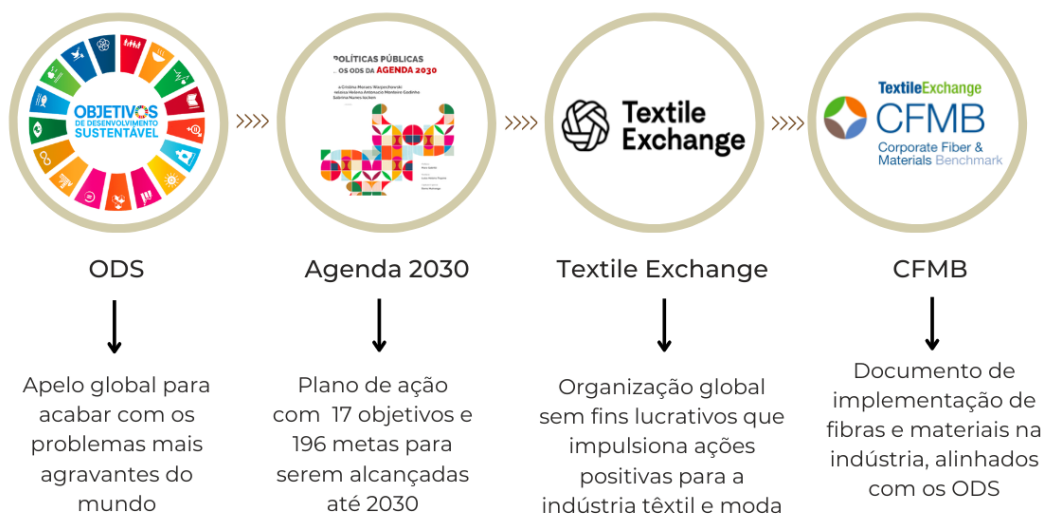 OBJETIVOS
DE DESENVOLVIMENTO
SUSTENTÁVEL
POLÍTICAS PÚBLICAS
OS ODS DA AGENDA 2030
Textile
Exchange
TextileExchange
CFMB
Corporate Fiber &
Materials Benchmark
ODS
Agenda 2030
Textile Exchange
CFMB
Apelo global para
acabar com os
problemas mais
agravantes do
mundo
Plano de ação
com 17 objetivos e
196 metas para
serem alcançadas
até 2030
Organização global
sem fins lucrativos que
impulsiona ações
positivas para a
indústria têxtil e moda
Documento de
implementação de
fibras e materiais na
indústria, alinhados
com os ODS